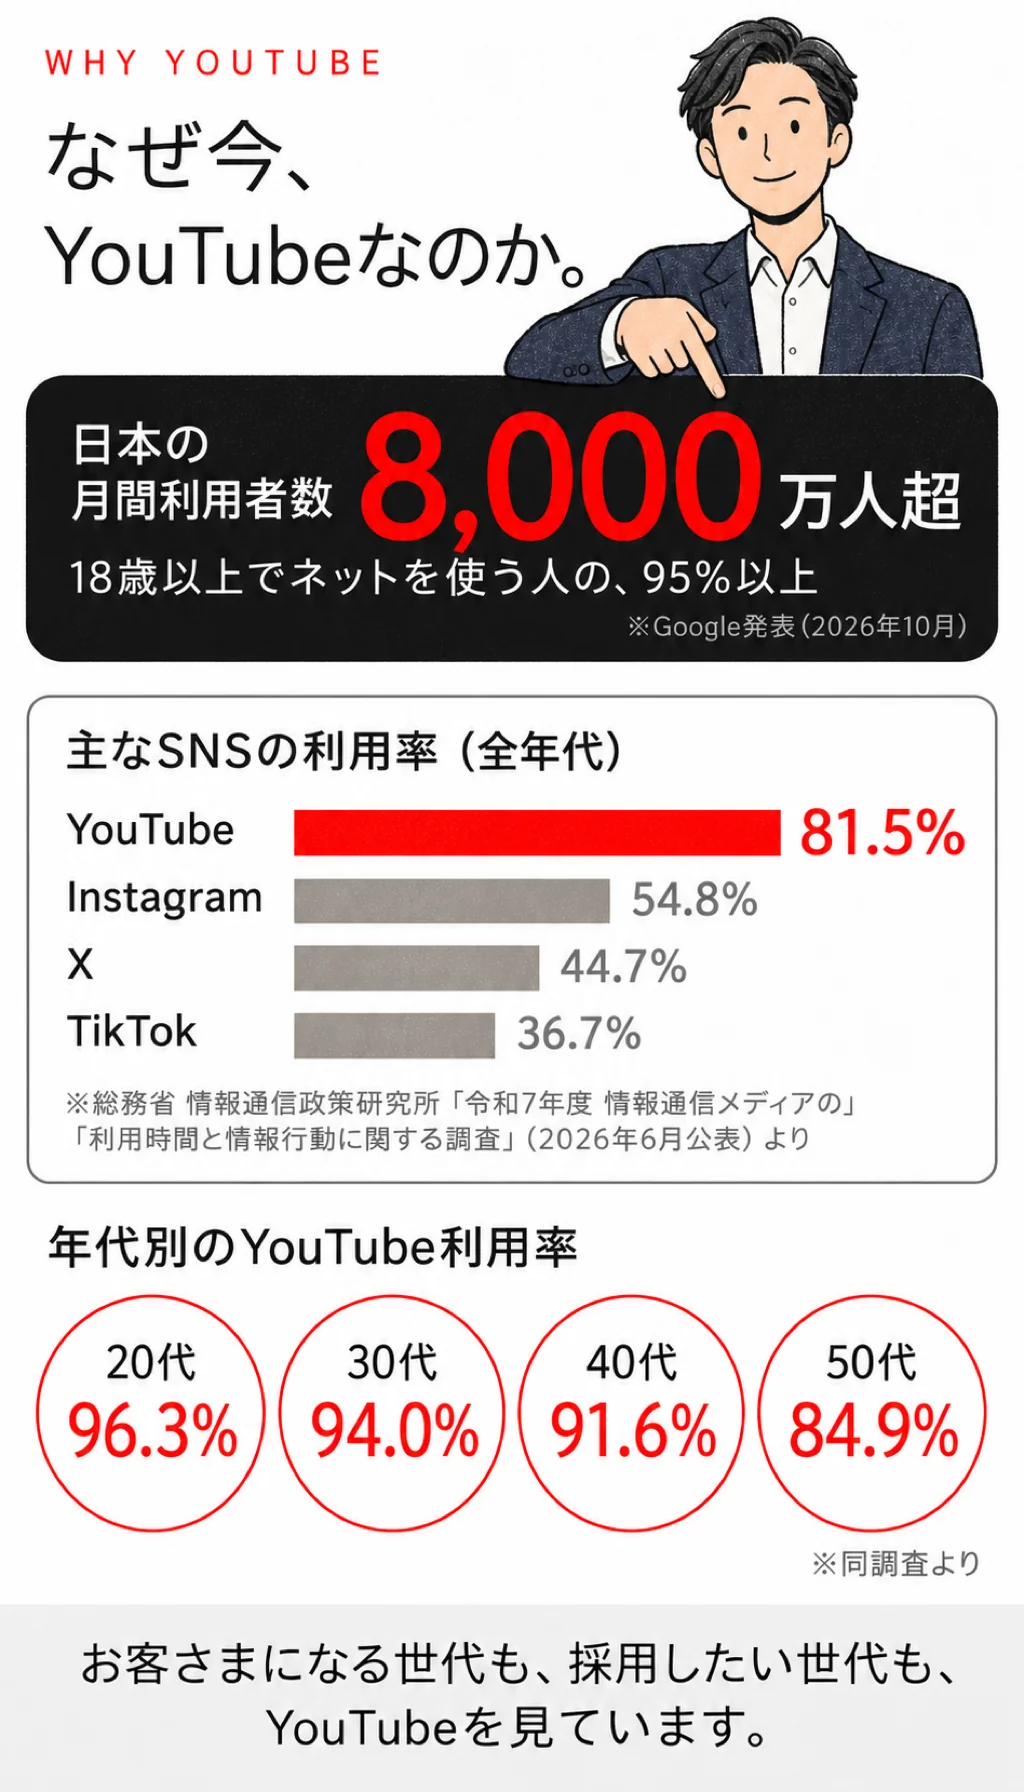 WHY YOUTUBE
なぜ今、
YouTubeなのか。
日本の
月間利用者数
8,000万人超
18歳以上でネットを使う人の、95%以上
※Google発表（2026年10月）
主なSNSの利用率（全年代）
YouTube 81.5%
Instagram 54.8%
X 44.7%
TikTok 36.7%
※総務省 情報通信政策研究所「令和7年度 情報通信メディアの」
「利用時間と情報行動に関する調査」（2026年6月公表）より
年代別のYouTube利用率
20代
96.3%
30代
94.0%
40代
91.6%
50代
84.9%
※同調査より
お客さまになる世代も、採用したい世代も、
YouTubeを見ています。